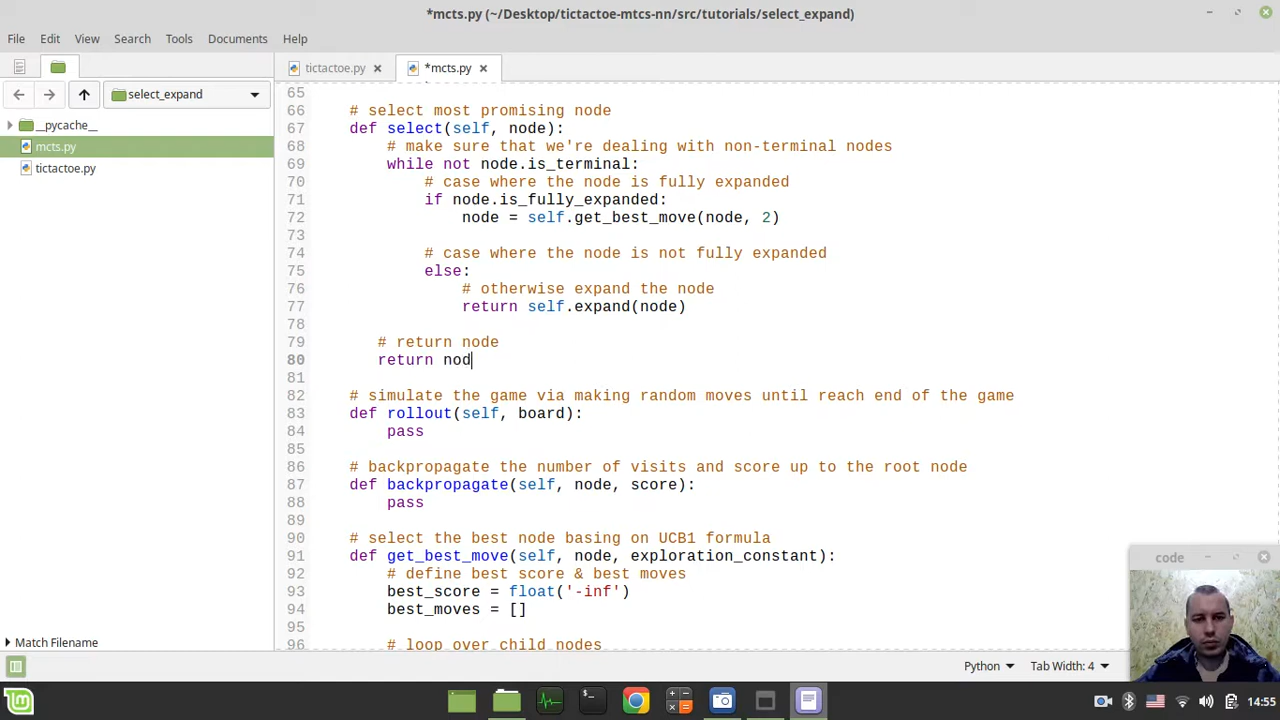 *mcts.py (~/Desktop/tictactoe-mtcs-nn/src/tutorials/select_expand)
File Edit View Search Tools Documents Help
tictactoe.py
*mcts.py
select_expand
__pycache__
mcts.py
tictactoe.py
65
66 # select most promising node
67 def select(self, node):
68 # make sure that we're dealing with non-terminal nodes
69 while not node.is_terminal:
70 # case where the node is fully expanded
71 if node.is_fully_expanded:
72 node = self.get_best_move(node, 2)
73
74 # case where the node is not fully expanded
75 else:
76 # otherwise expand the node
77 return self.expand(node)
78
79 # return node
80 return nod
81
82 # simulate the game via making random moves until reach end of the game
83 def rollout(self, board):
84 pass
85
86 # backpropagate the number of visits and score up to the root node
87 def backpropagate(self, node, score):
88 pass
89
90 # select the best node basing on UCB1 formula
91 def get_best_move(self, node, exploration_constant):
92 # define best score & best moves
93 best_score = float('-inf')
94 best_moves = []
95
96 # loop over child nodes
code
Match Filename
Python
Tab Width: 4
14:55